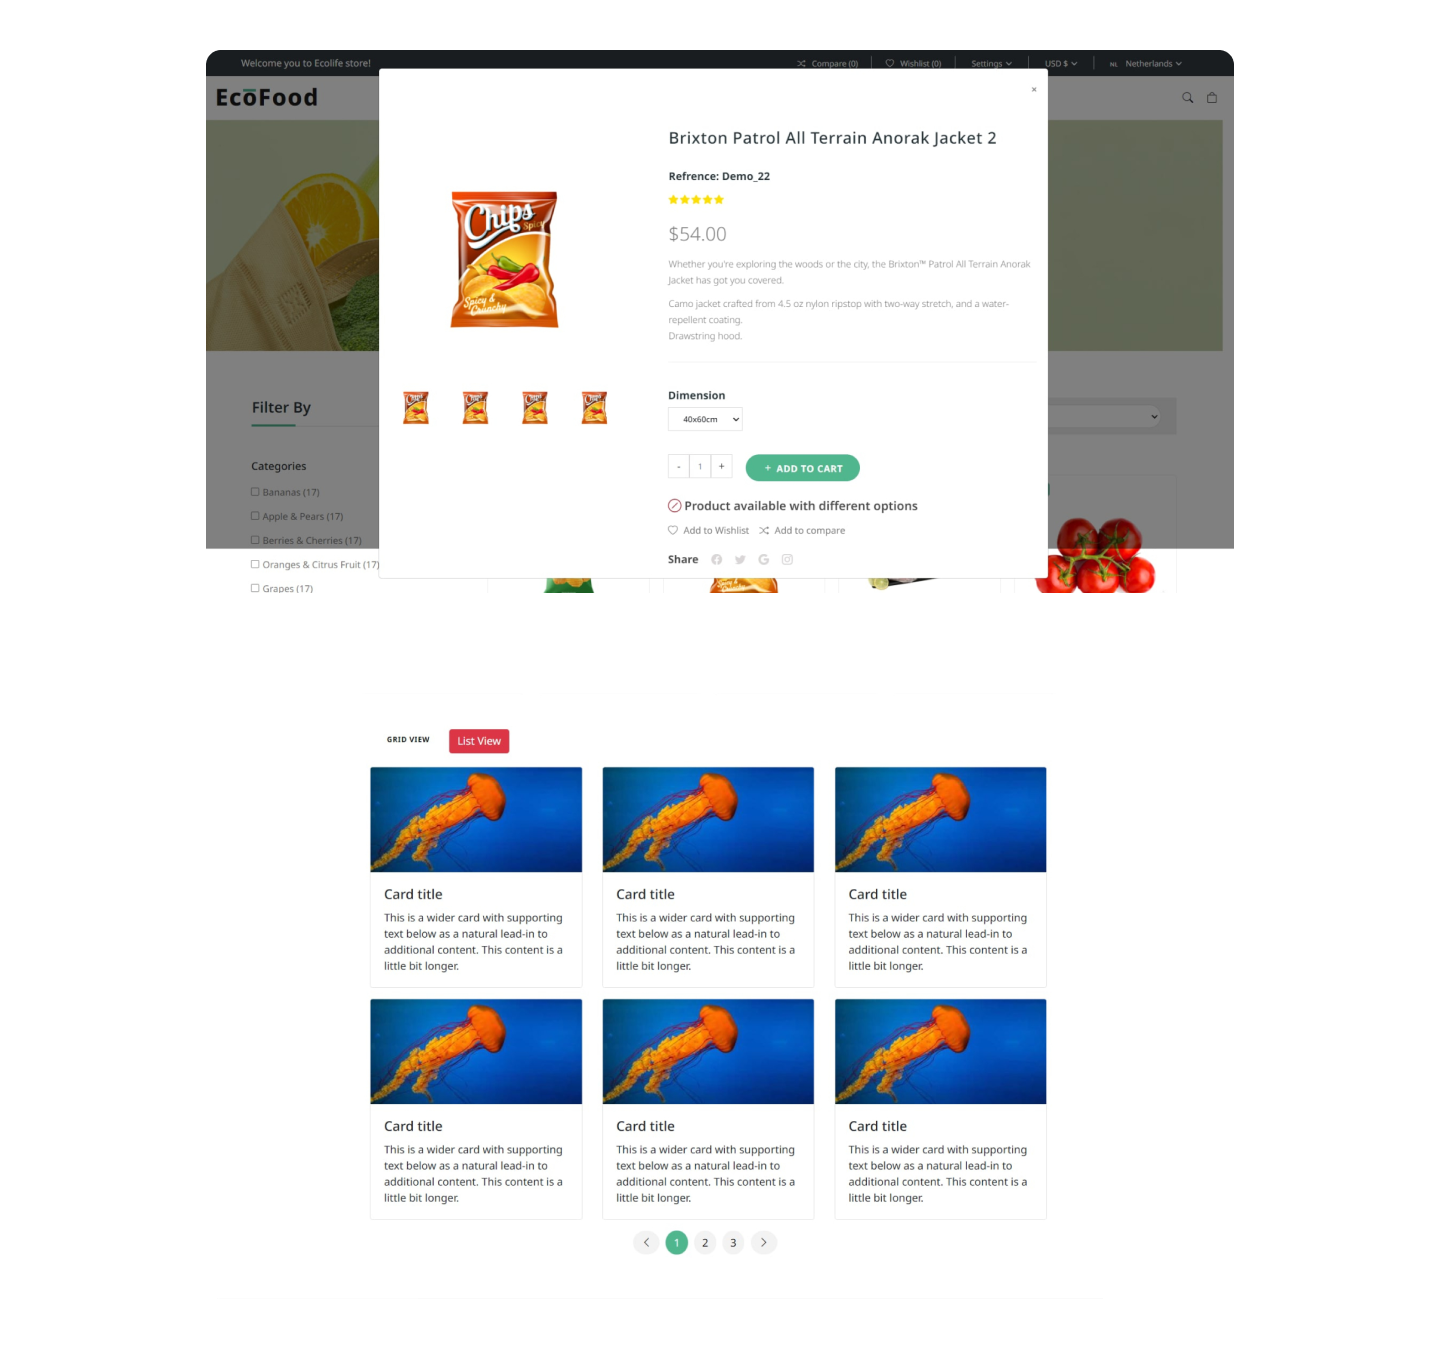 Welcome you to Ecolife store!
Compare (0)
Wishlist (0)
Settings
USD $
NL Netherlands
EcoFood
×
Brixton Patrol All Terrain Anorak Jacket 2
Refrence: Demo_22
$54.00
Whether you're exploring the woods or the city, the Brixton™ Patrol All Terrain Anorak
Jacket has got you covered.
Camo jacket crafted from 4.5 oz nylon ripstop with two-way stretch, and a water-
repellent coating.
Drawstring hood.
Chips
Spicy
Spicy &
Crunchy
Dimension
40x60cm
- 1 +
+ ADD TO CART
Product available with different options
Add to Wishlist
Add to compare
Share
Filter By
Categories
Bananas (17)
Apple & Pears (17)
Berries & Cherries (17)
Oranges & Citrus Fruit (17)
Grapes (17)
GRID VIEW
List View
Card title
This is a wider card with supporting
text below as a natural lead-in to
additional content. This content is a
little bit longer.
Card title
This is a wider card with supporting
text below as a natural lead-in to
additional content. This content is a
little bit longer.
Card title
This is a wider card with supporting
text below as a natural lead-in to
additional content. This content is a
little bit longer.
Card title
This is a wider card with supporting
text below as a natural lead-in to
additional content. This content is a
little bit longer.
Card title
This is a wider card with supporting
text below as a natural lead-in to
additional content. This content is a
little bit longer.
Card title
This is a wider card with supporting
text below as a natural lead-in to
additional content. This content is a
little bit longer.
1 2 3